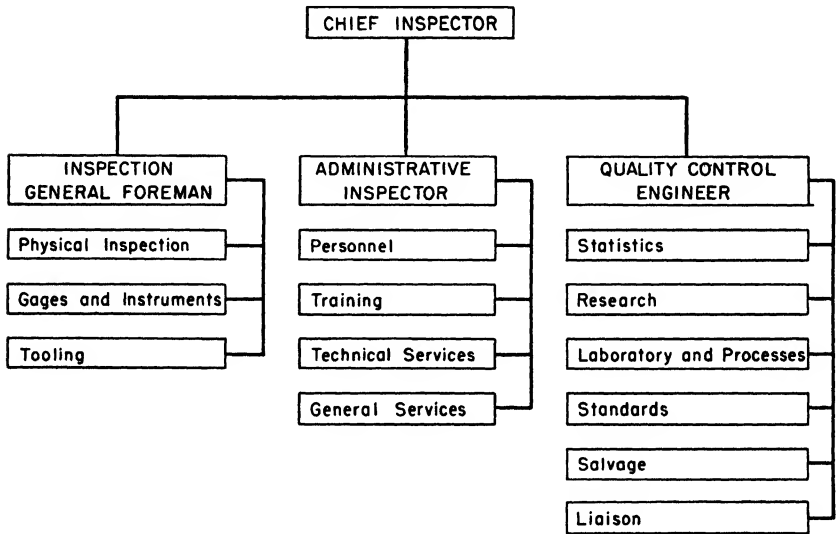 CHIEF INSPECTOR
INSPECTION
GENERAL FOREMAN
Physical Inspection
Gages and Instruments
Tooling
ADMINISTRATIVE
INSPECTOR
Personnel
Training
Technical Services
General Services
QUALITY CONTROL
ENGINEER
Statistics
Research
Laboratory and Processes
Standards
Salvage
Liaison